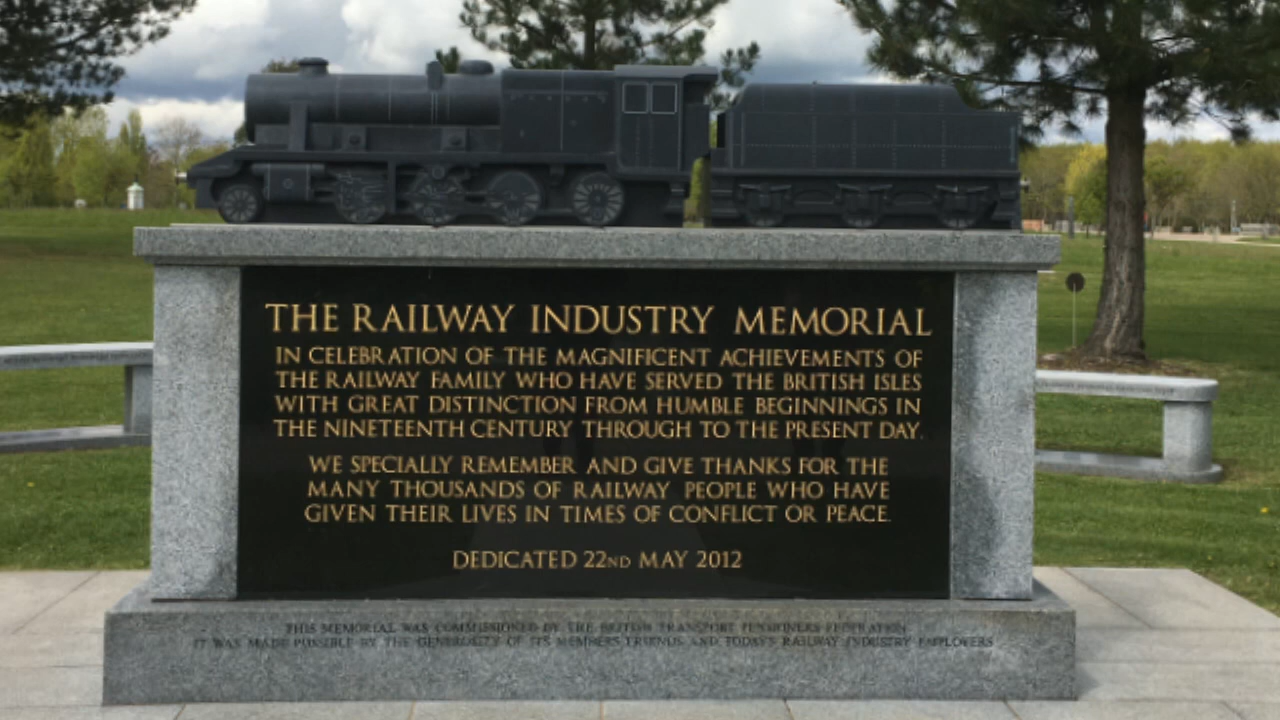 THE RAILWAY INDUSTRY MEMORIAL
IN CELEBRATION OF THE MAGNIFICENT ACHIEVEMENTS OF
THE RAILWAY FAMILY WHO HAVE SERVED THE BRITISH ISLES
WITH GREAT DISTINCTION FROM HUMBLE BEGINNINGS IN
THE NINETEENTH CENTURY THROUGH TO THE PRESENT DAY.
WE SPECIALLY REMEMBER AND GIVE THANKS FOR THE
MANY THOUSANDS OF RAILWAY PEOPLE WHO HAVE
GIVEN THEIR LIVES IN TIMES OF CONFLICT OR PEACE.
DEDICATED 22ND MAY 2012
THIS MEMORIAL WAS COMMISSIONED BY THE BRITISH TRANSPORT PENSIONERS FEDERATION
IT WAS MADE POSSIBLE BY THE GENEROSITY OF ITS MEMBERS FRIENDS AND TODAY'S RAILWAY INDUSTRY EMPLOYERS